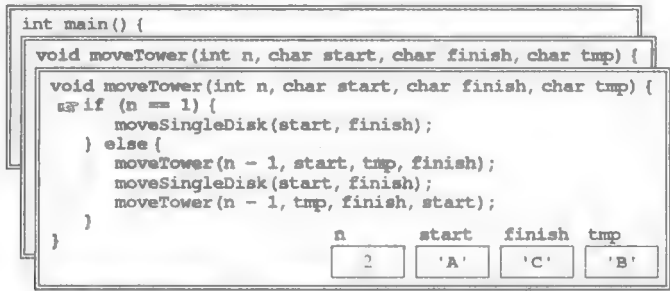 int main() {
void moveTower(int n, char start, char finish, char tmp) {
void moveTower(int n, char start, char finish, char tmp) {
☞ if (n == 1) {
moveSingleDisk(start, finish);
} else {
moveTower(n - 1, start, tmp, finish);
moveSingleDisk(start, finish);
moveTower(n - 1, tmp, finish, start);
}
}
n start finish tmp
2 'A' 'C' 'B'